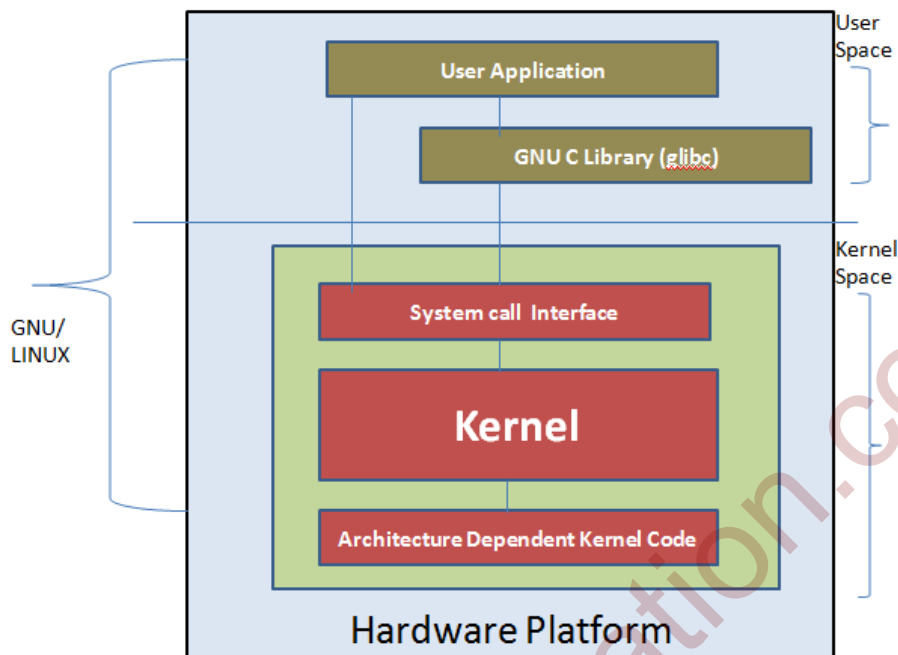 User
Space
User Application
GNU C Library (glibc)
Kernel
Space
System call Interface
GNU/
LINUX
Kernel
Architecture Dependent Kernel Code
Hardware Platform